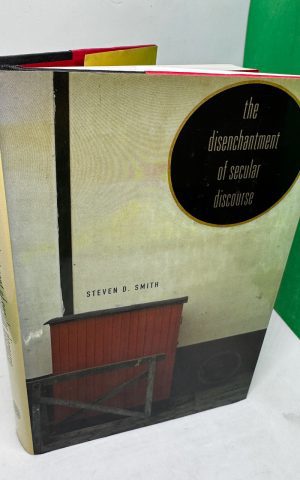 the
disenchantment
of secular
discourse
STEVEN D. SMITH